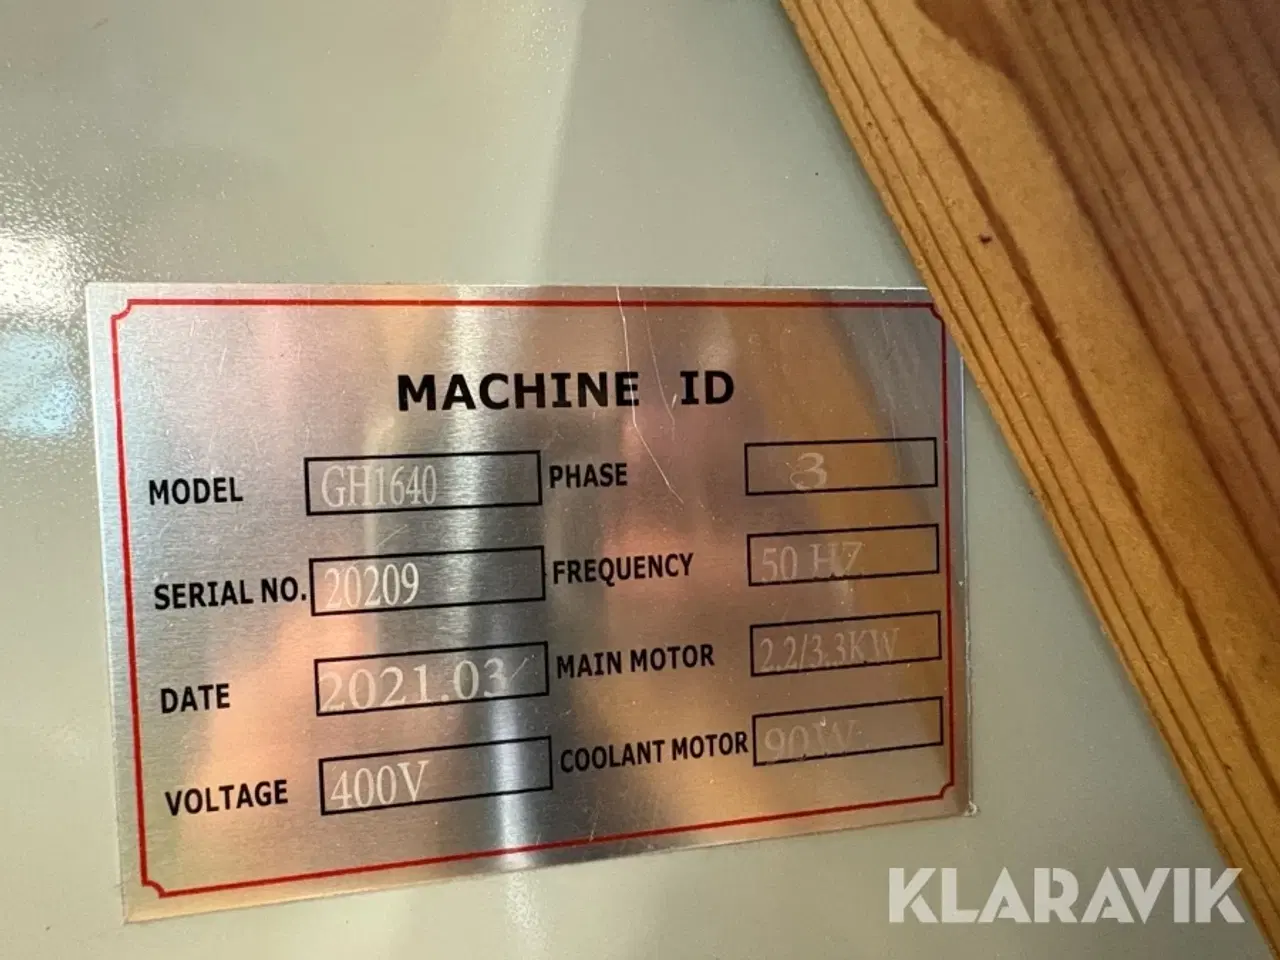 MACHINE ID
MODEL GH1640 PHASE 3
SERIAL NO. 20209 FREQUENCY 50 HZ
DATE 2021.03 MAIN MOTOR 2.2/3.3KW
VOLTAGE 400V COOLANT MOTOR 90W
KLARAVIK